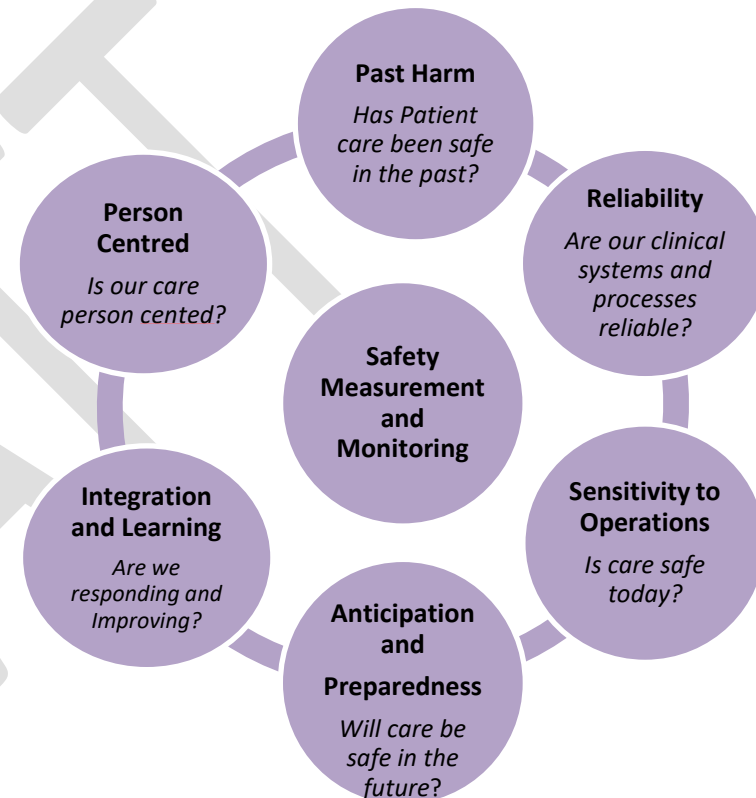 Past Harm
Has Patient
care been safe
in the past?
Reliability
Are our clinical
systems and
processes
reliable?
Sensitivity to
Operations
Is care safe
today?
Anticipation
and
Preparedness
Will care be
safe in the
future?
Integration
and Learning
Are we
responding and
Improving?
Person
Centred
Is our care
person cented?
Safety
Measurement
and
Monitoring